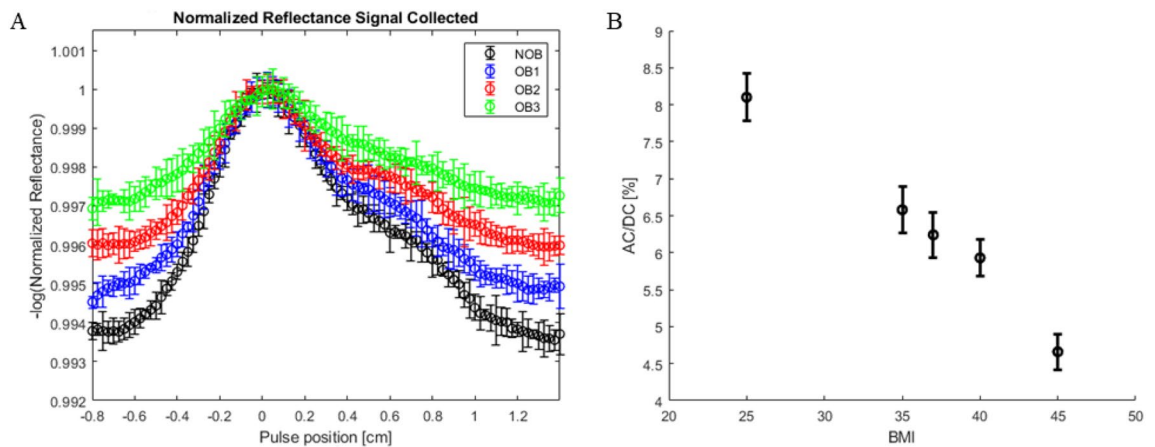 A
Normalized Reflectance Signal Collected
-log(Normalized Reflectance)
1.001
1
0.999
0.998
0.997
0.996
0.995
0.994
0.993
0.992
NOB
OB1
OB2
OB3
-0.8 -0.6 -0.4 -0.2 0 0.2 0.4 0.6 0.8 1 1.2
Pulse position [cm]
B
AC/DC [%]
9
8.5
8
7.5
7
6.5
6
5.5
5
4.5
4
20 25 30 35 40 45 50
BMI